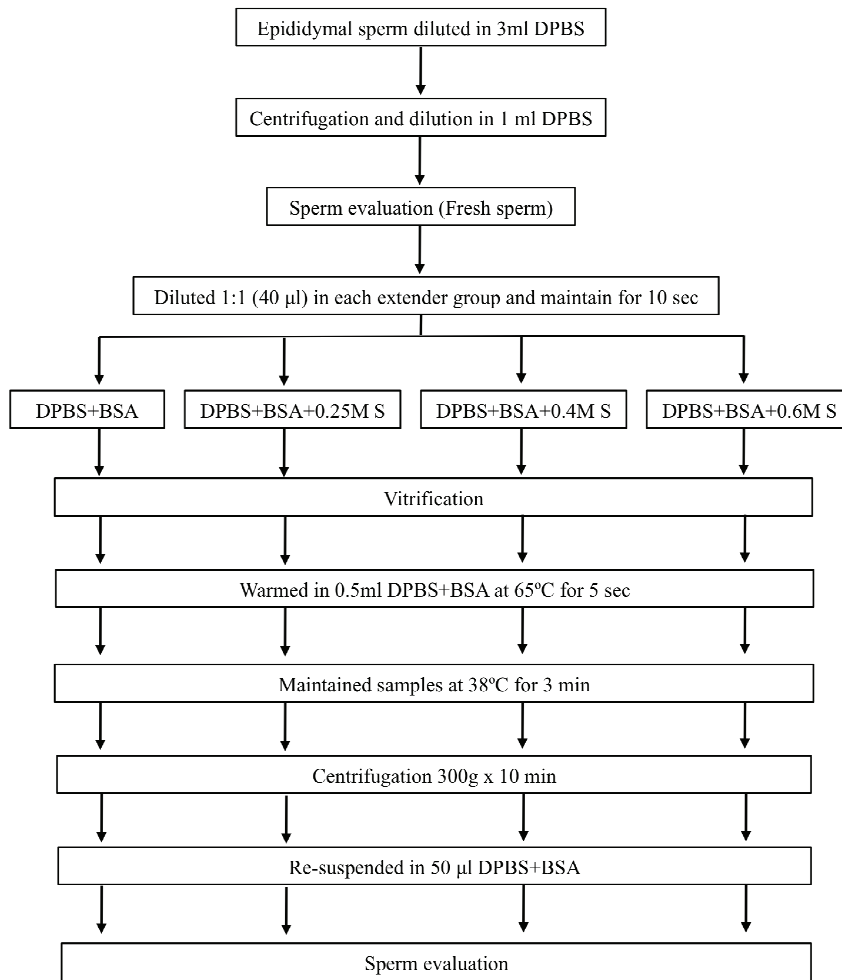 Epididymal sperm diluted in 3ml DPBS
Centrifugation and dilution in 1 ml DPBS
Sperm evaluation (Fresh sperm)
Diluted 1:1 (40 µl) in each extender group and maintain for 10 sec
DPBS+BSA
DPBS+BSA+0.25M S
DPBS+BSA+0.4M S
DPBS+BSA+0.6M S
Vitrification
Warmed in 0.5ml DPBS+BSA at 65ºC for 5 sec
Maintained samples at 38ºC for 3 min
Centrifugation 300g x 10 min
Re-suspended in 50 µl DPBS+BSA
Sperm evaluation